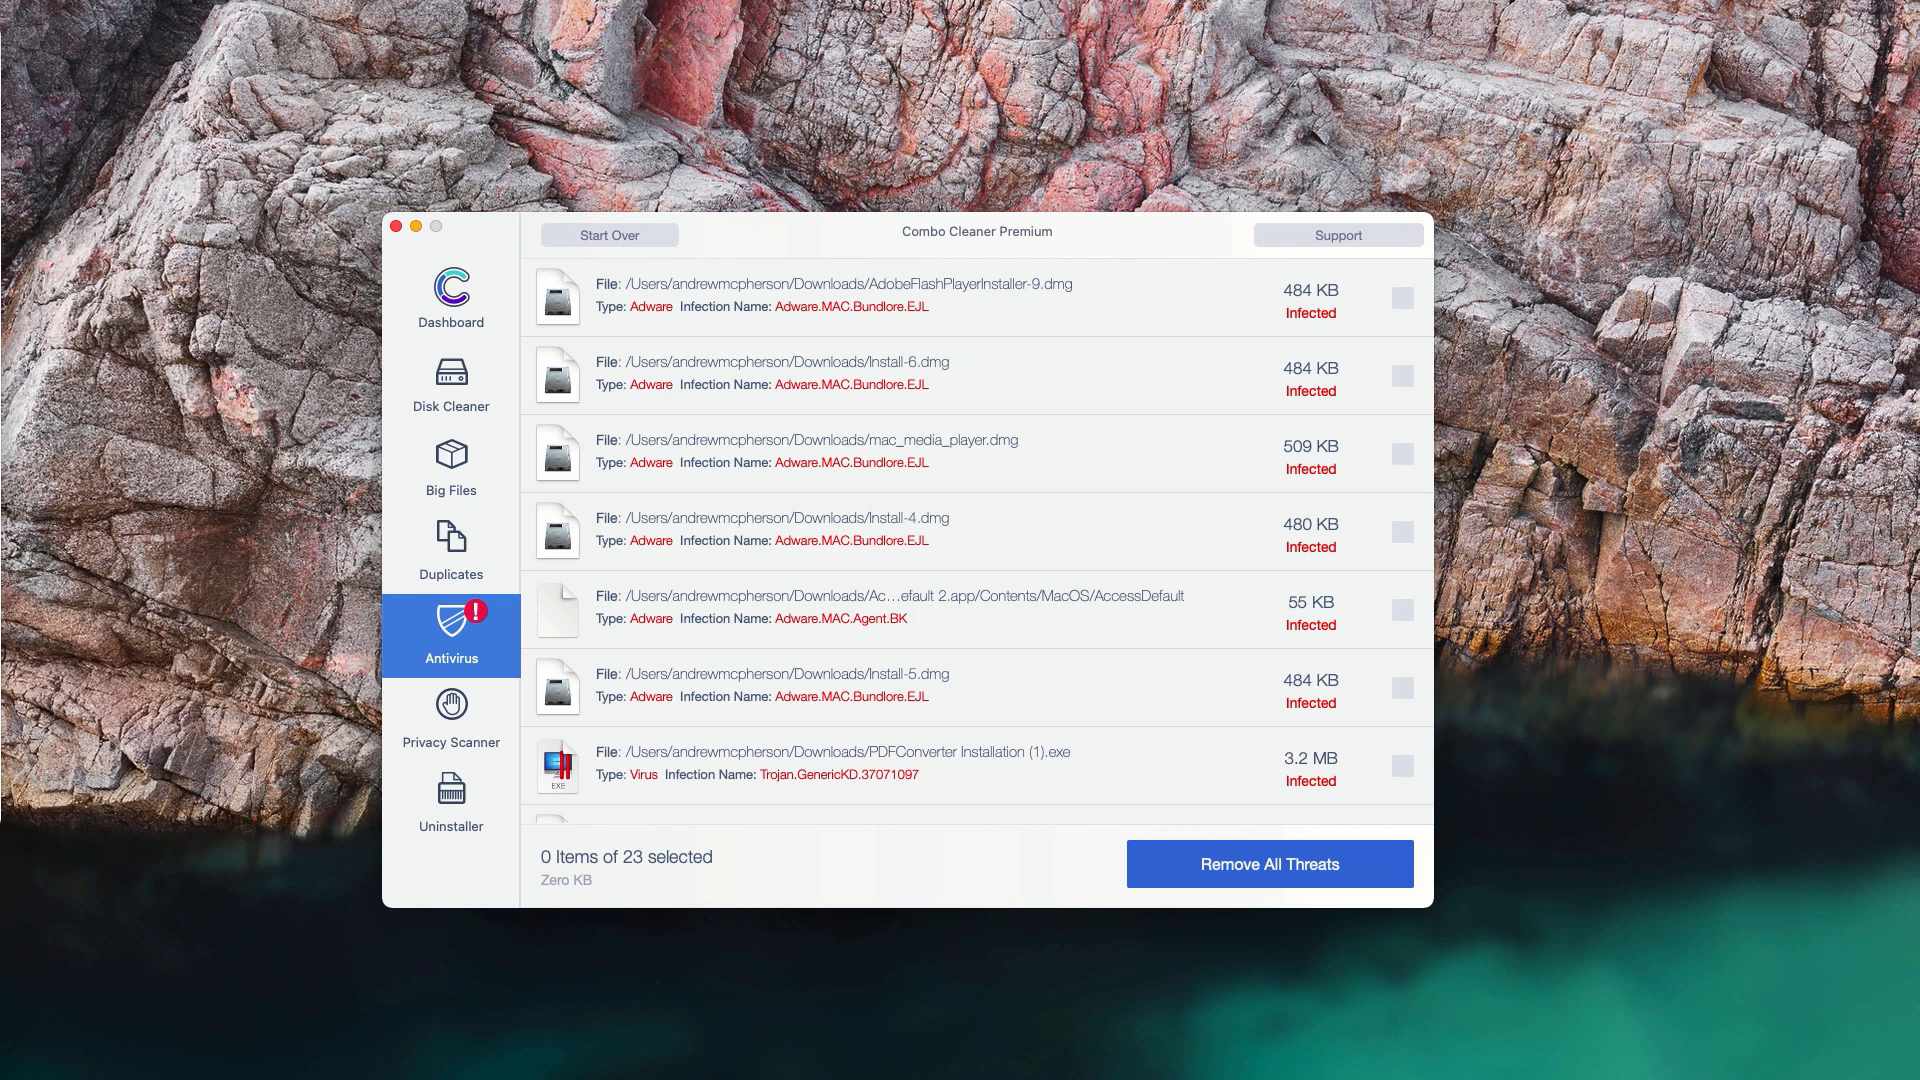 Start Over
Combo Cleaner Premium
Support
Dashboard
Disk Cleaner
Big Files
Duplicates
Antivirus
Privacy Scanner
Uninstaller
File: /Users/andrewmcpherson/Downloads/AdobeFlashPlayerInstaller-9.dmg
Type: Adware Infection Name: Adware.MAC.Bundlore.EJL
484 KB
Infected
File: /Users/andrewmcpherson/Downloads/Install-6.dmg
Type: Adware Infection Name: Adware.MAC.Bundlore.EJL
484 KB
Infected
File: /Users/andrewmcpherson/Downloads/mac_media_player.dmg
Type: Adware Infection Name: Adware.MAC.Bundlore.EJL
509 KB
Infected
File: /Users/andrewmcpherson/Downloads/Install-4.dmg
Type: Adware Infection Name: Adware.MAC.Bundlore.EJL
480 KB
Infected
File: /Users/andrewmcpherson/Downloads/Ac...efault 2.app/Contents/MacOS/AccessDefault
Type: Adware Infection Name: Adware.MAC.Agent.BK
55 KB
Infected
File: /Users/andrewmcpherson/Downloads/Install-5.dmg
Type: Adware Infection Name: Adware.MAC.Bundlore.EJL
484 KB
Infected
EXE
File: /Users/andrewmcpherson/Downloads/PDFConverter Installation (1).exe
Type: Virus Infection Name: Trojan.GenericKD.37071097
3.2 MB
Infected
0 Items of 23 selected
Zero KB
Remove All Threats